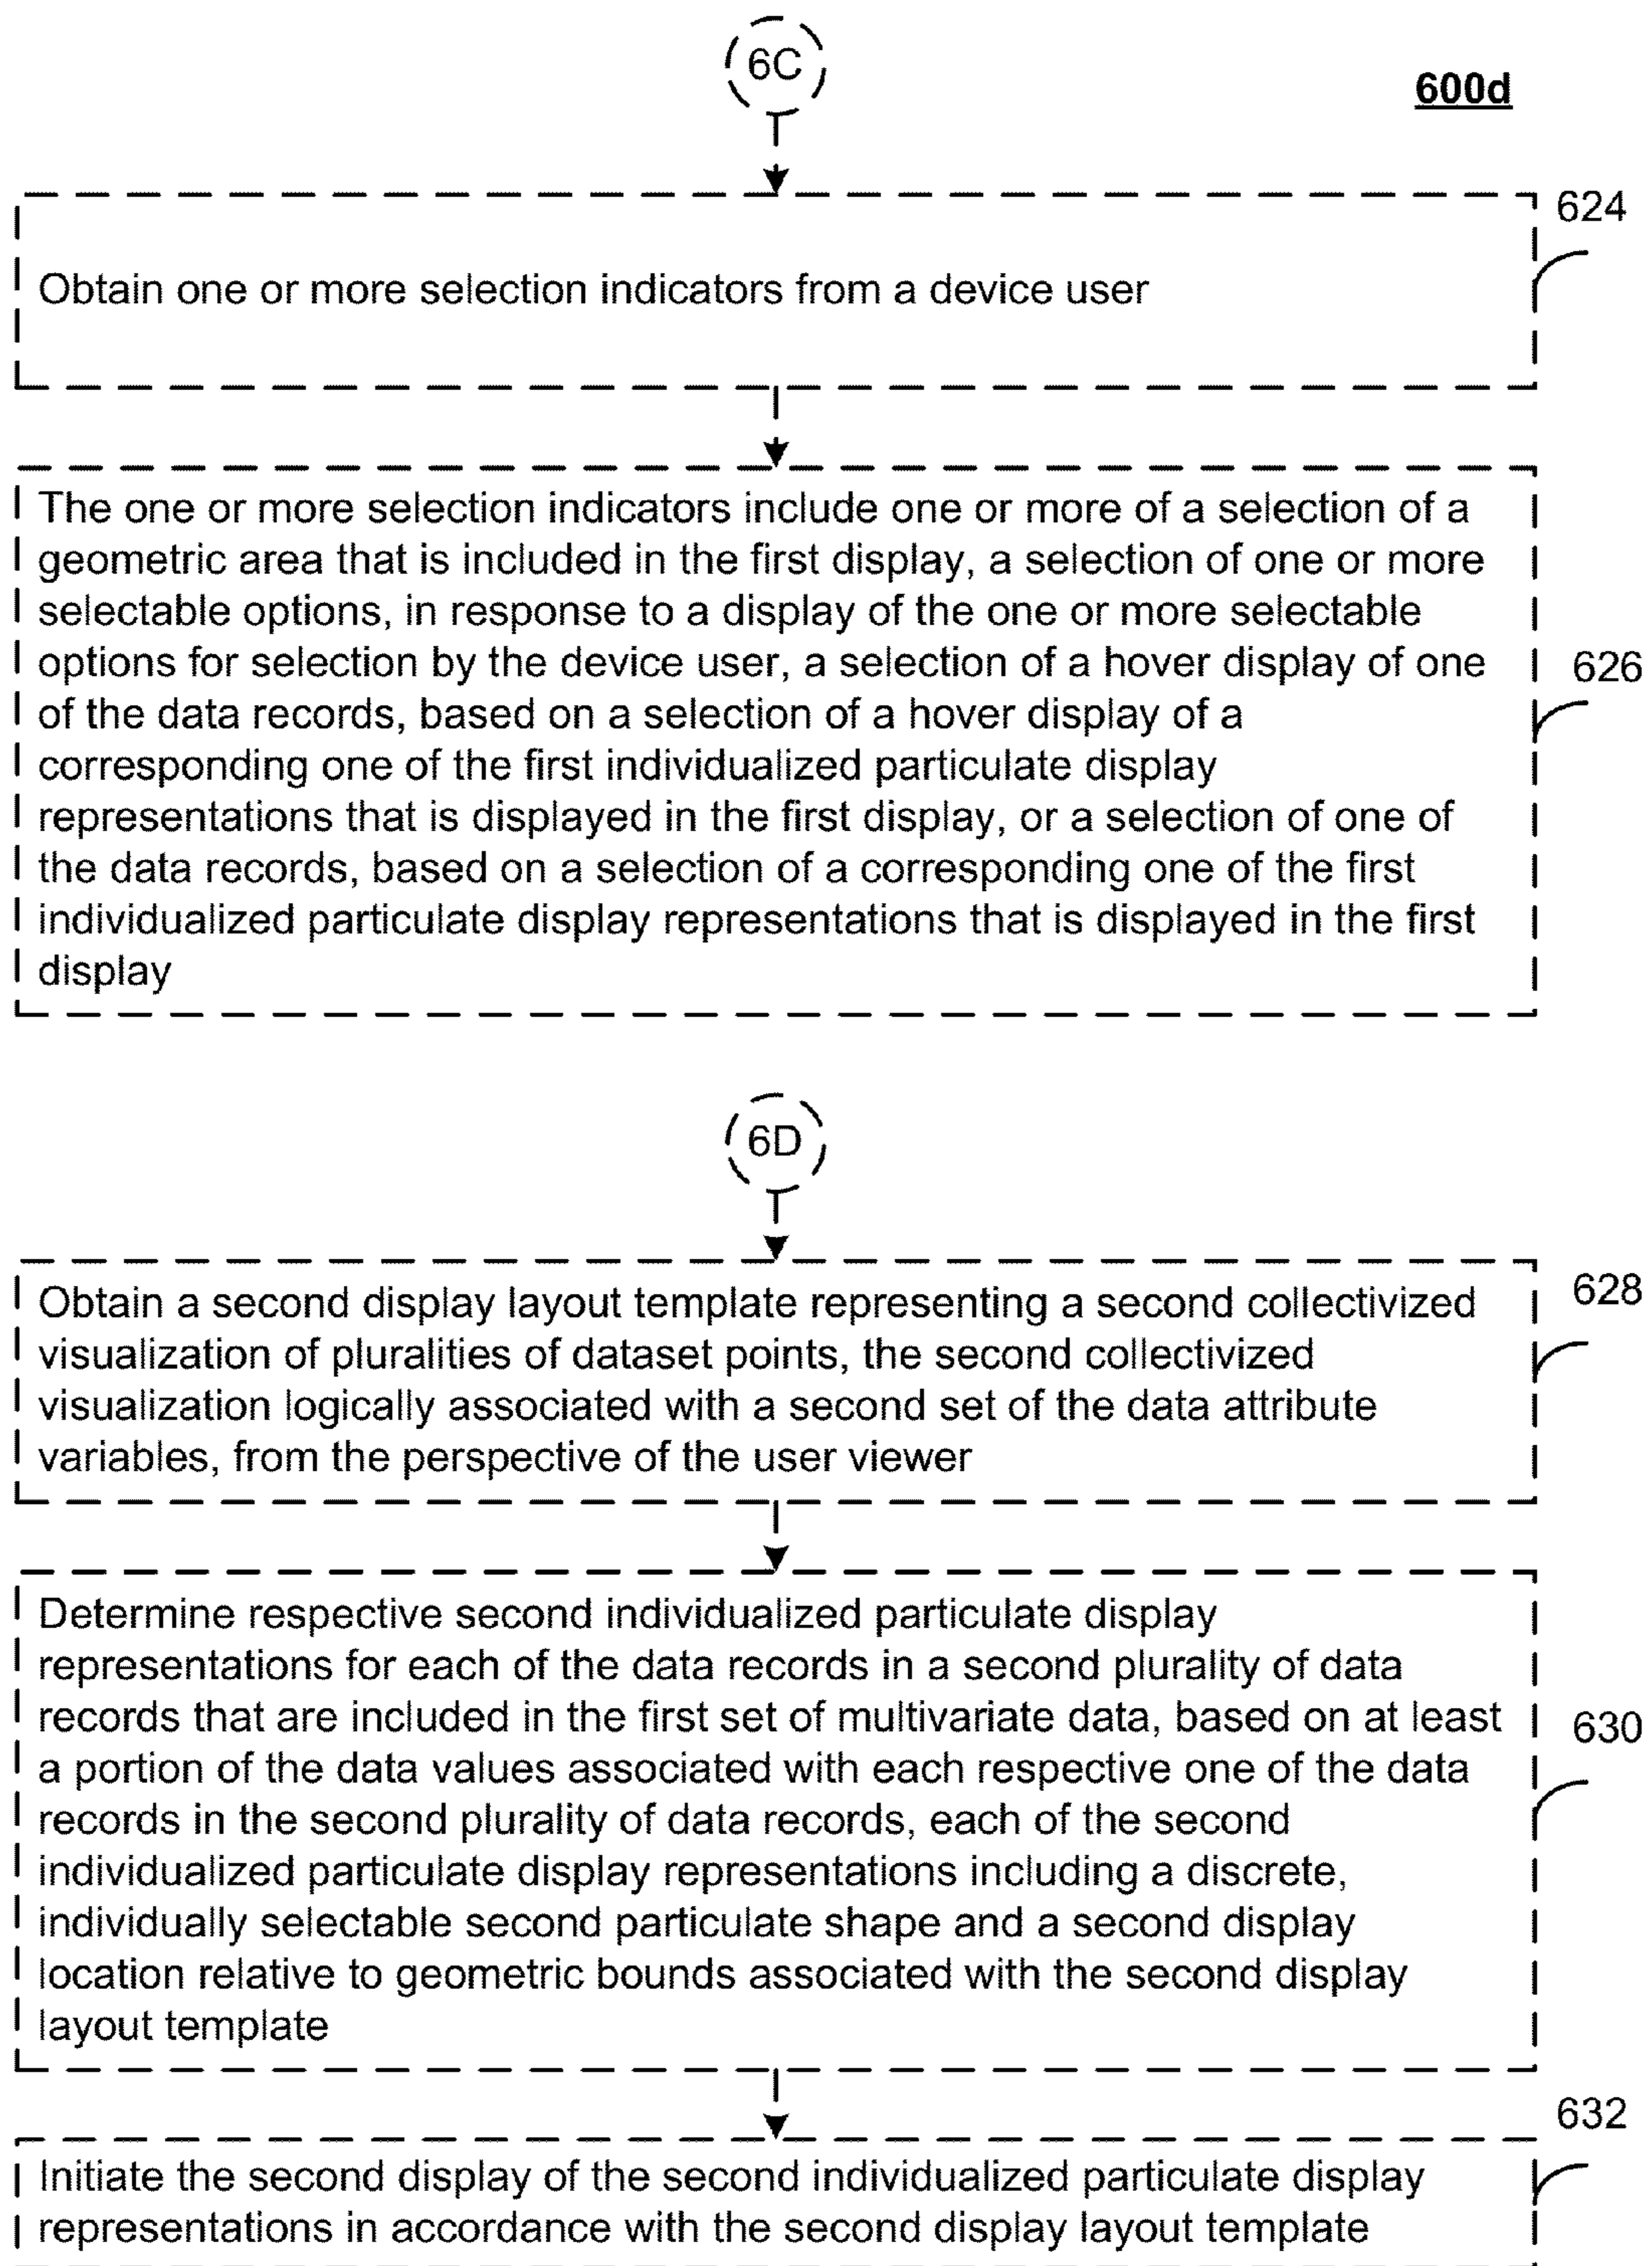 6C
600d
624
Obtain one or more selection indicators from a device user
The one or more selection indicators include one or more of a selection of a
geometric area that is included in the first display, a selection of one or more
selectable options, in response to a display of the one or more selectable
options for selection by the device user, a selection of a hover display of one
626
of the data records, based on a selection of a hover display of a
corresponding one of the first individualized particulate display
representations that is displayed in the first display, or a selection of one of
the data records, based on a selection of a corresponding one of the first
individualized particulate display representations that is displayed in the first
display
6D
628
Obtain a second display layout template representing a second collectivized
visualization of pluralities of dataset points, the second collectivized
visualization logically associated with a second set of the data attribute
variables, from the perspective of the user viewer
Determine respective second individualized particulate display
representations for each of the data records in a second plurality of data
records that are included in the first set of multivariate data, based on at least
630
a portion of the data values associated with each respective one of the data
records in the second plurality of data records, each of the second
individualized particulate display representations including a discrete,
individually selectable second particulate shape and a second display
location relative to geometric bounds associated with the second display
layout template
632
Initiate the second display of the second individualized particulate display
representations in accordance with the second display layout template